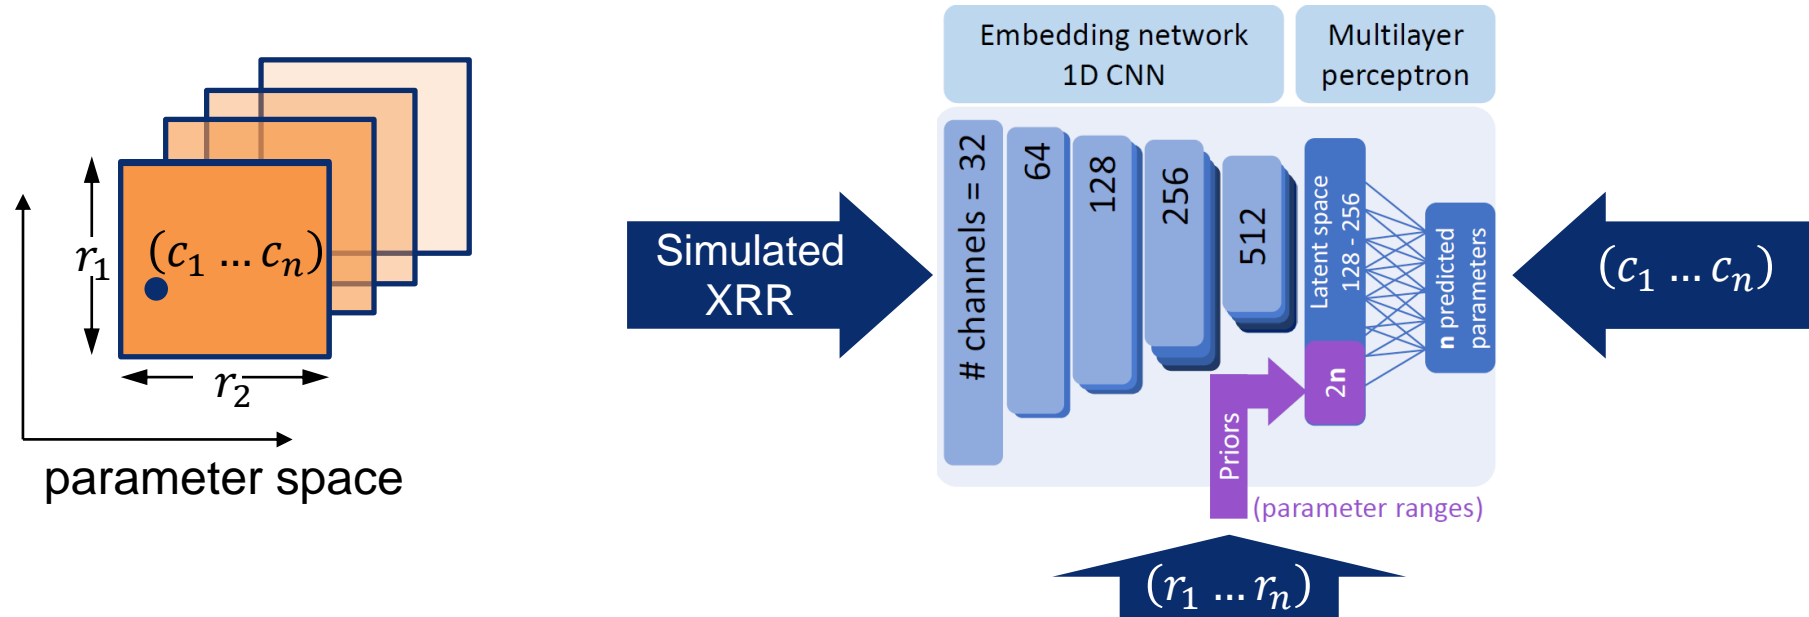 r₁
(c₁ ... cₙ)
r₂
parameter space
Simulated
XRR
Embedding network
1D CNN
Multilayer
perceptron
# channels = 32
64
128
256
512
Latent space
128 - 256
2n
n predicted
parameters
Priors
(parameter ranges)
(r₁ ... rₙ)
(c₁ ... cₙ)